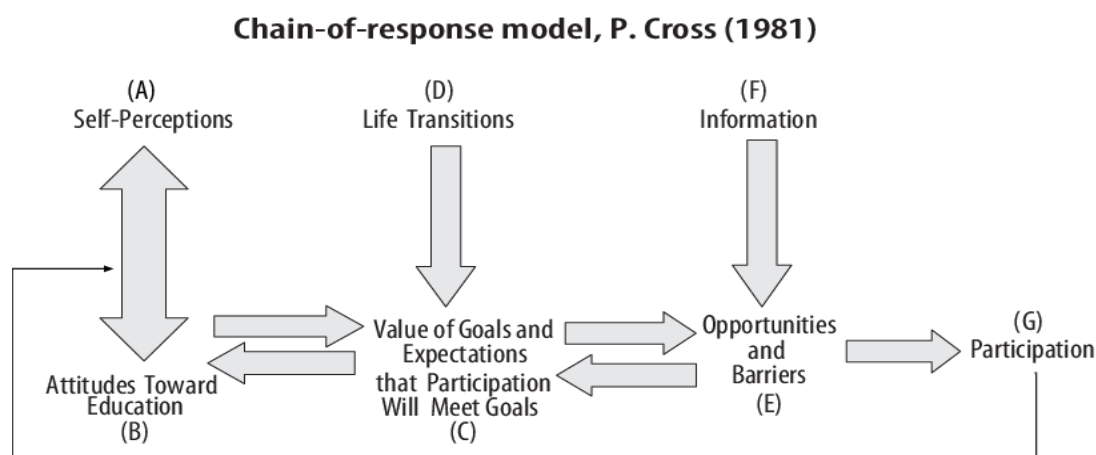 Chain-of-response model, P. Cross (1981)
(A)
Self-Perceptions
(D)
Life Transitions
(F)
Information
Attitudes Toward
Education
(B)
Value of Goals and
Expectations
that Participation
Will Meet Goals
(C)
Opportunities
and
Barriers
(E)
(G)
Participation